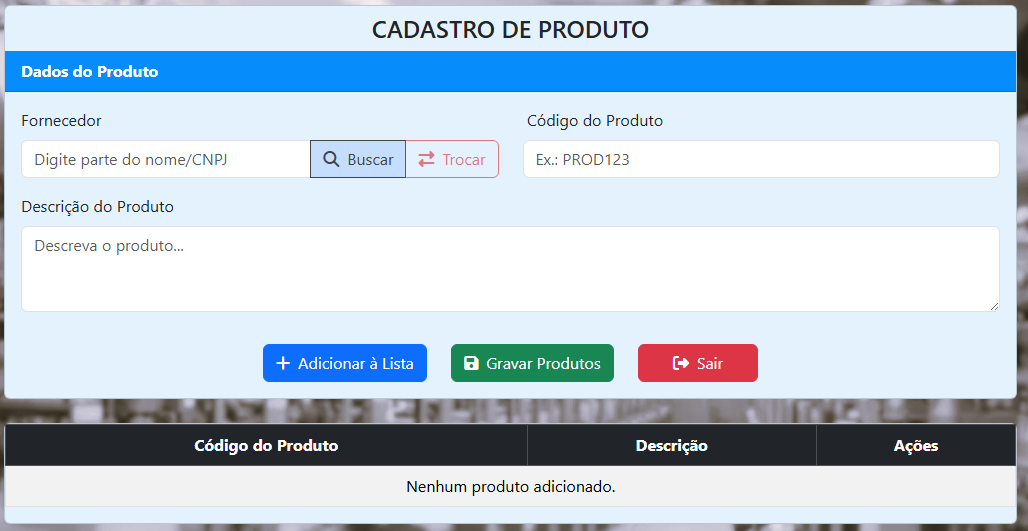 CADASTRO DE PRODUTO
Dados do Produto
Fornecedor
Código do Produto
Digite parte do nome/CNPJ
Buscar
Trocar
Ex.: PROD123
Descrição do Produto
Descreva o produto...
Adicionar à Lista
Gravar Produtos
Sair
Código do Produto
Descrição
Ações
Nenhum produto adicionado.